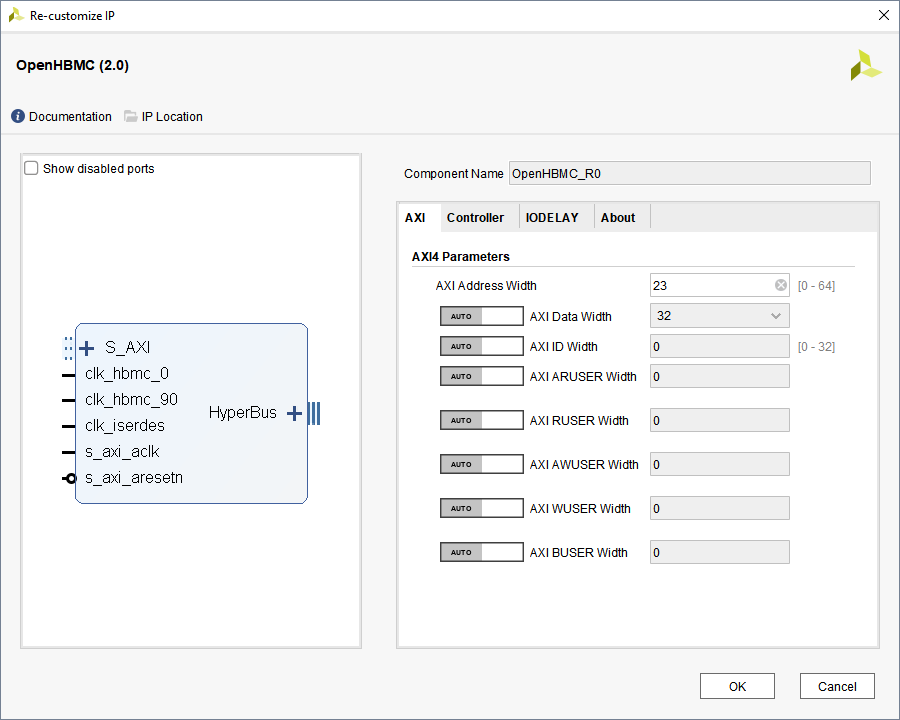 Re-customize IP
OpenHBMC (2.0)
Documentation IP Location
Show disabled ports
S_AXI
clk_hbmc_0
clk_hbmc_90
clk_iserdes
s_axi_aclk
s_axi_aresetn
HyperBus
Component Name OpenHBMC_R0
AXI Controller IODELAY About
AXI4 Parameters
AXI Address Width 23 [0 - 64]
AUTO AXI Data Width 32
AUTO AXI ID Width 0 [0 - 32]
AUTO AXI ARUSER Width 0
AUTO AXI RUSER Width 0
AUTO AXI AWUSER Width 0
AUTO AXI WUSER Width 0
AUTO AXI BUSER Width 0
OK Cancel